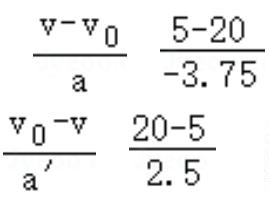 v-v₀ / a  5-20 / -3.75
v₀-v / a′  20-5 / 2.5